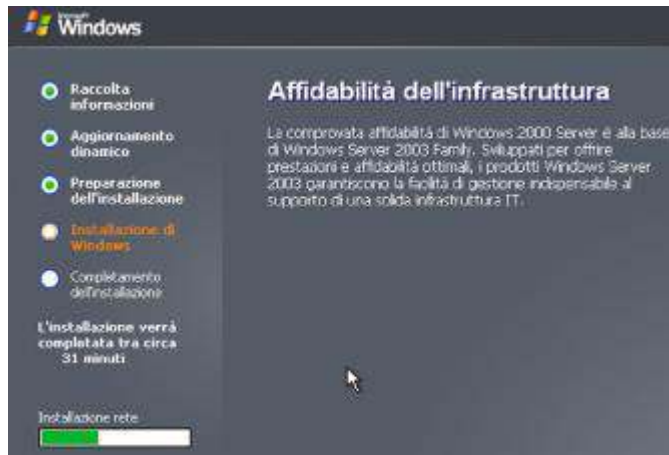 Microsoft
Windows
Raccolta
informazioni
Aggiornamento
dinamico
Preparazione
dell'installazione
Installazione di
Windows
Completamento
dell'installazione
L'installazione verrà
completata tra circa
31 minuti
Installazione rete
Affidabilità dell'infrastruttura
La comprovata affidabilità di Windows 2000 Server è alla base
di Windows Server 2003 Family. Sviluppati per offrire
prestazioni e affidabilità ottimali, i prodotti Windows Server
2003 garantiscono la facilità di gestione indispensabile al
supporto di una solida infrastruttura IT.